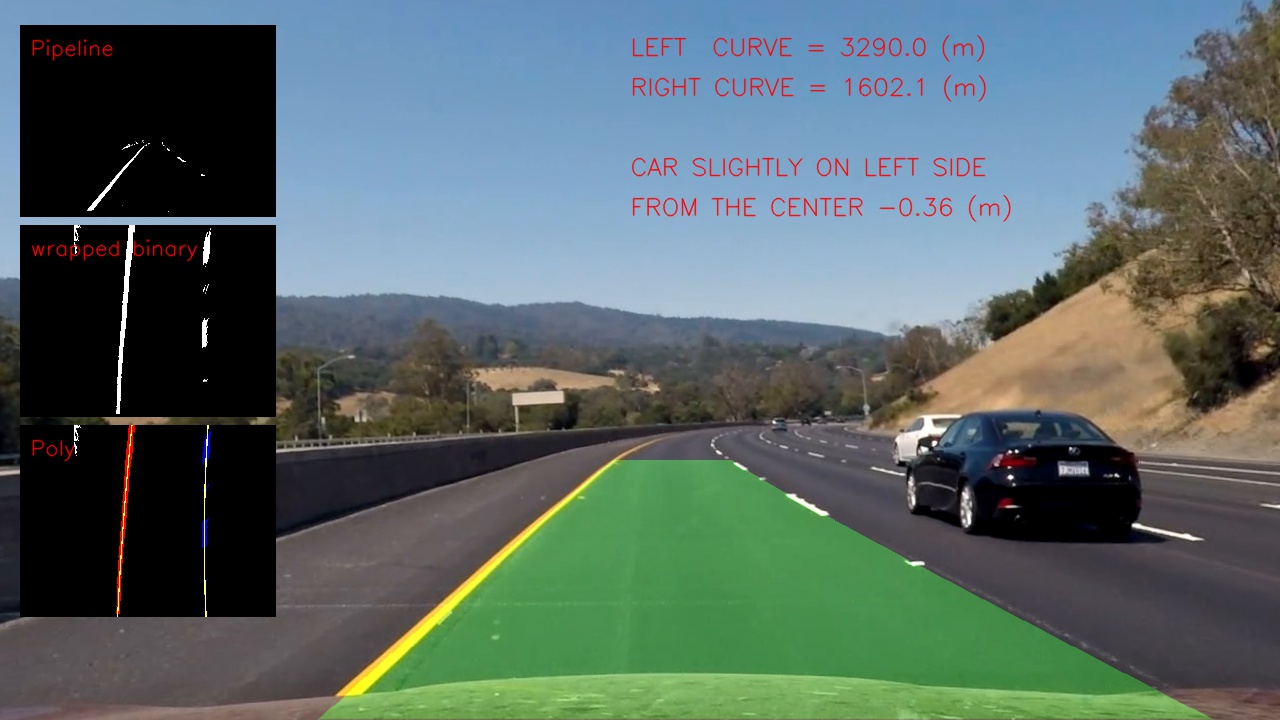 Pipeline
wrapped binary
Poly
LEFT CURVE = 3290.0 (m)
RIGHT CURVE = 1602.1 (m)
CAR SLIGHTLY ON LEFT SIDE
FROM THE CENTER −0.36 (m)